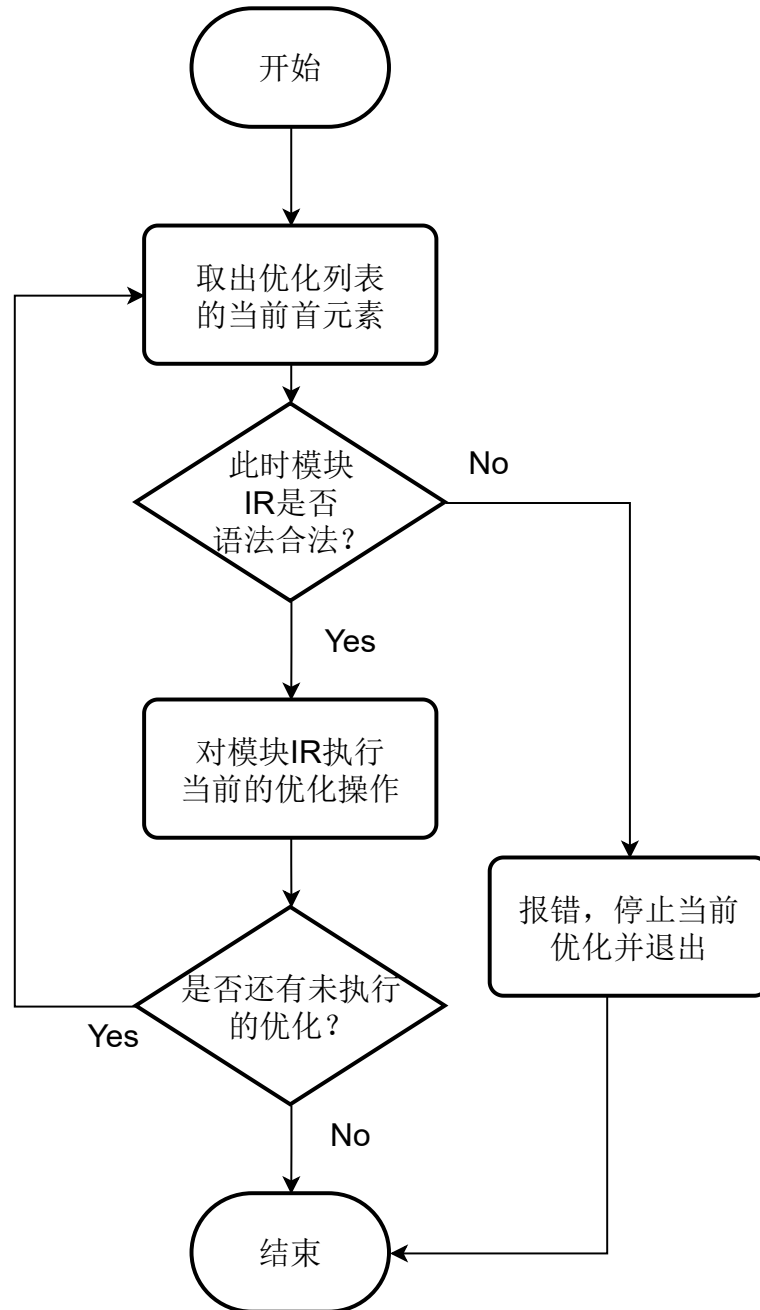 开始
取出优化列表
的当前首元素
此时模块
IR是否
语法合法？
No
Yes
对模块IR执行
当前的优化操作
报错，停止当前
优化并退出
是否还有未执行
的优化？
Yes
No
结束